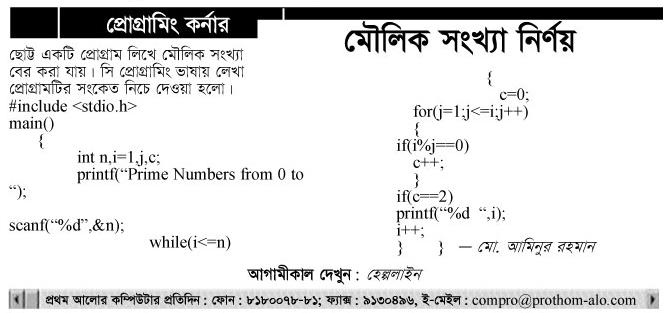 প্রোগ্রামিং কর্নার
মৌলিক সংখ্যা নির্ণয়
ছোট্ট একটি প্রোগ্রাম লিখে মৌলিক সংখ্যা
বের করা যায়। সি প্রোগ্রামিং ভাষায় লেখা
প্রোগ্রামটির সংকেত নিচে দেওয়া হলো।
#include <stdio.h>
main()
{
int n,i=1,j,c;
printf(“Prime Numbers from 0 to
“);
scanf(“%d”,&n);
while(i<=n)
{
c=0;
for(j=1;j<=i;j++)
{
if(i%j==0)
c++;
}
if(c==2)
printf(“%d “,i);
i++;
} } — মো. আমিনুর রহমান
আগামীকাল দেখুন : হেল্পলাইন
প্রথম আলোর কম্পিউটার প্রতিদিন : ফোন : ৮১৮০০৭৮-৮১; ফ্যাক্স : ৯১৩০৪৯৬, ই-মেইল : compro@prothom-alo.com